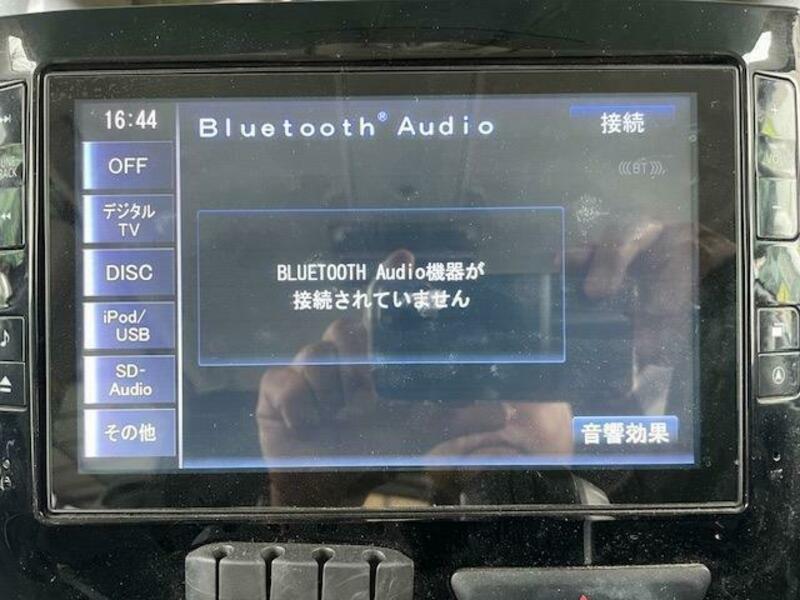 16:44
Bluetooth® Audio
接続
OFF
BT
デジタル
TV
DISC
BLUETOOTH Audio機器が
接続されていません
iPod/
USB
SD-
Audio
その他
音響効果